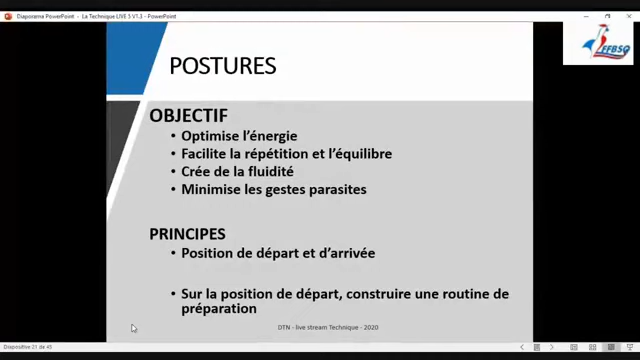 Diaporama PowerPoint - La Technique LIVE 5 V1.3 - PowerPoint
FFBSQ
POSTURES
OBJECTIF
• Optimise l'énergie
• Facilite la répétition et l'équilibre
• Crée de la fluidité
• Minimise les gestes parasites
PRINCIPES
• Position de départ et d'arrivée
• Sur la position de départ, construire une routine de
préparation
DTN - live stream Technique - 2020
Diapositive 21 de 45